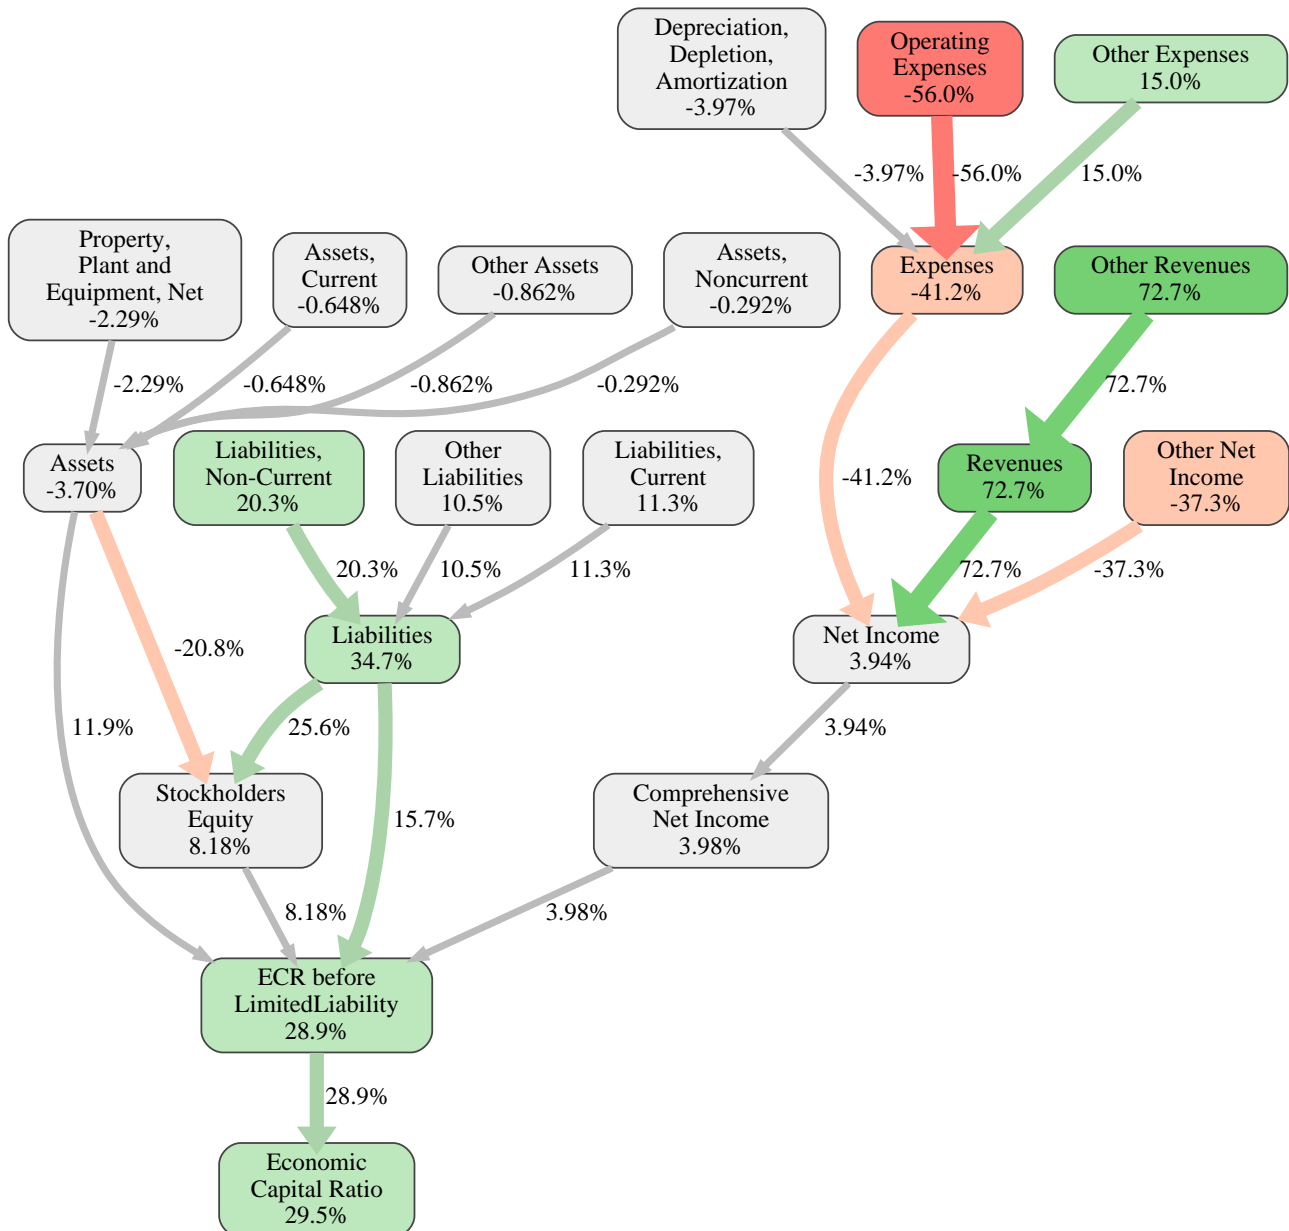 Depreciation,
Depletion,
Amortization
-3.97%
Operating
Expenses
-56.0%
Other Expenses
15.0%
-3.97%
-56.0%
15.0%
Property,
Plant and
Equipment, Net
-2.29%
Assets,
Current
-0.648%
Other Assets
-0.862%
Assets,
Noncurrent
-0.292%
Expenses
-41.2%
Other Revenues
72.7%
-2.29%
-0.648%
-0.862%
-0.292%
72.7%
Assets
-3.70%
Liabilities,
Non-Current
20.3%
Other
Liabilities
10.5%
Liabilities,
Current
11.3%
-41.2%
Revenues
72.7%
Other Net
Income
-37.3%
20.3%
10.5%
11.3%
72.7%
-37.3%
-20.8%
Liabilities
34.7%
Net Income
3.94%
11.9%
25.6%
3.94%
Stockholders
Equity
8.18%
15.7%
Comprehensive
Net Income
3.98%
8.18%
3.98%
ECR before
LimitedLiability
28.9%
28.9%
Economic
Capital Ratio
29.5%